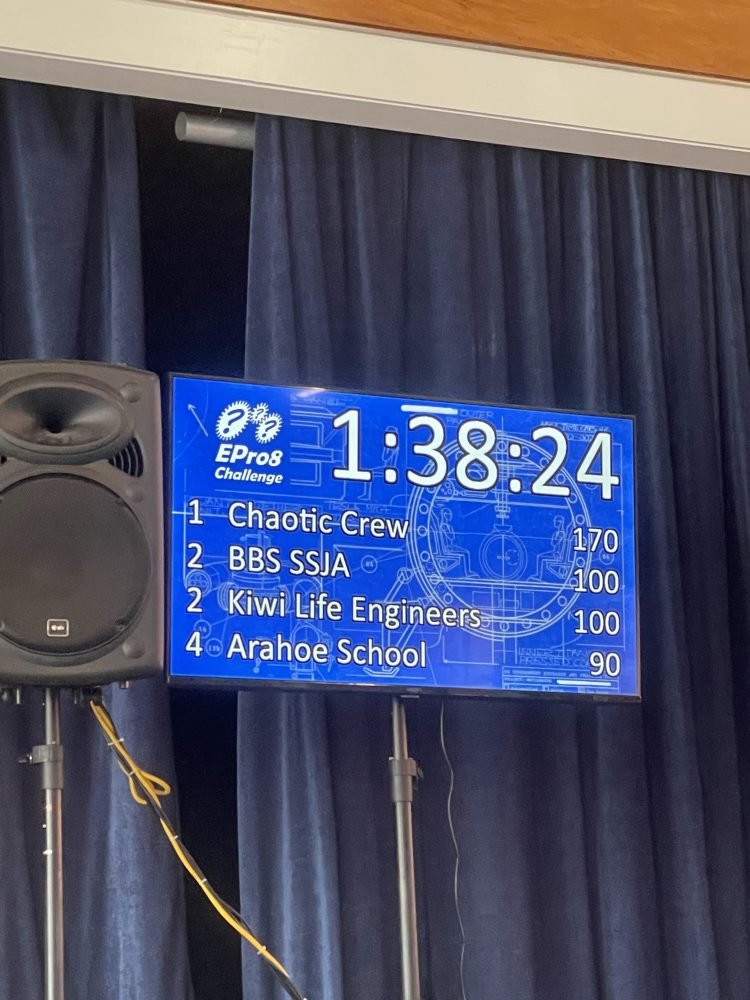 EPro8
Challenge
1:38:24
1 Chaotic Crew 170
2 BBS SSJA 100
2 Kiwi Life Engineers 100
4 Arahoe School 90